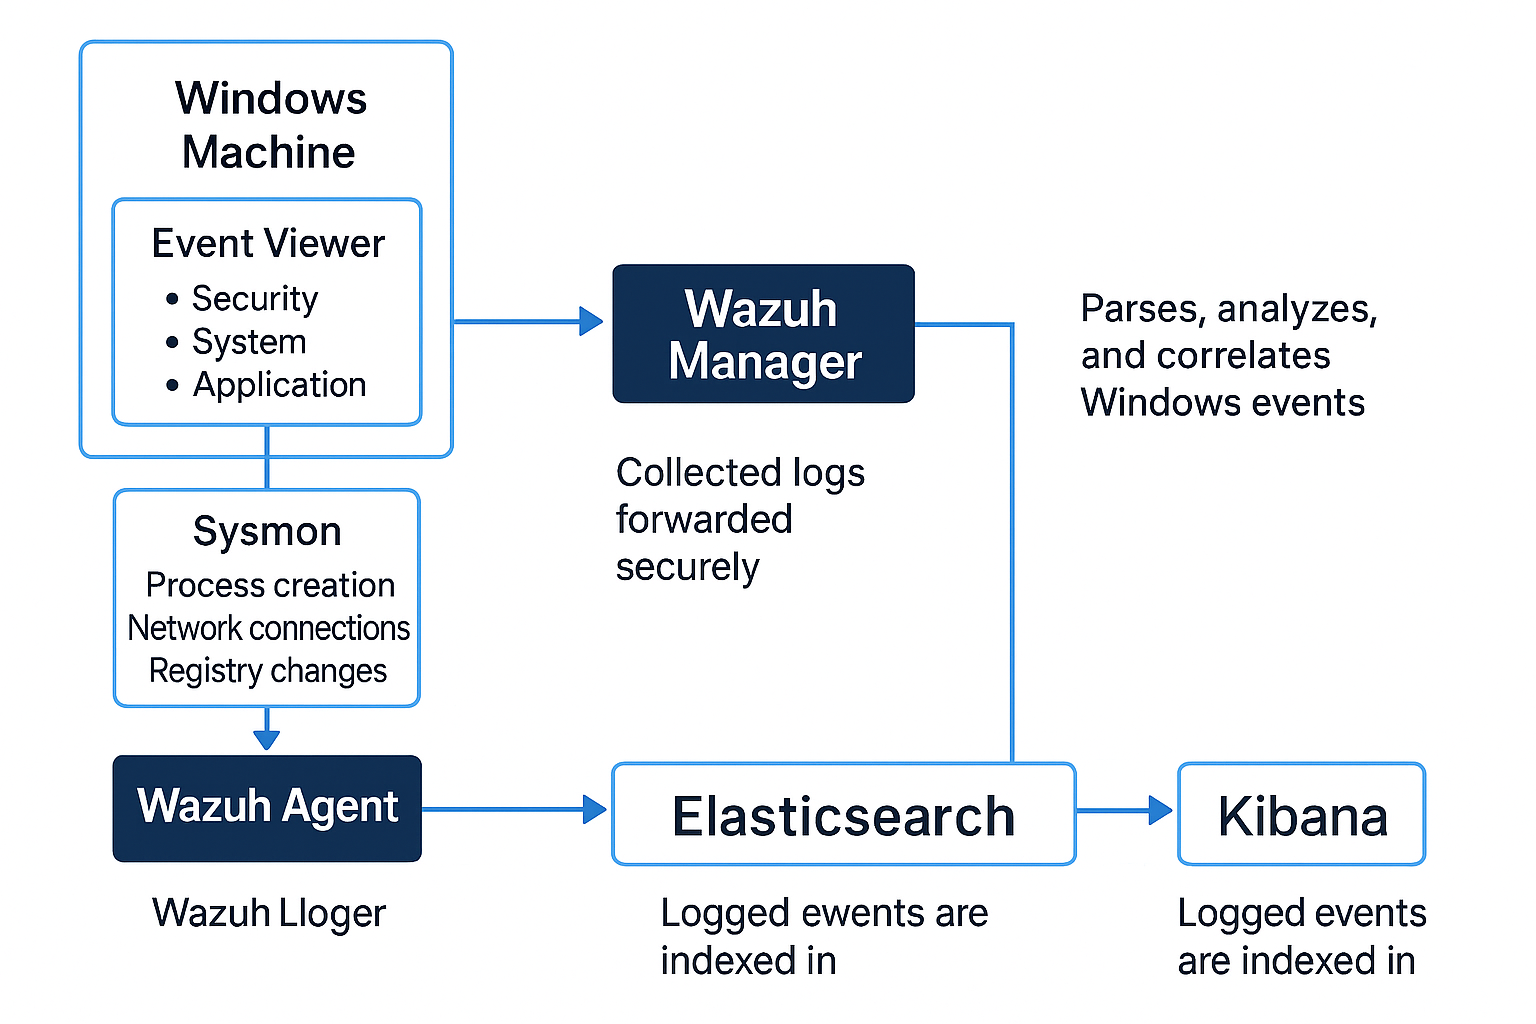 Windows
Machine
Event Viewer
• Security
• System
• Application
Sysmon
Process creation
Network connections
Registry changes
Wazuh Agent
Wazuh Lloger
Wazuh
Manager
Collected logs
forwarded
securely
Parses, analyzes,
and correlates
Windows events
Elasticsearch
Logged ewents are
indexed in
Kibana
Logged events
are indexed in